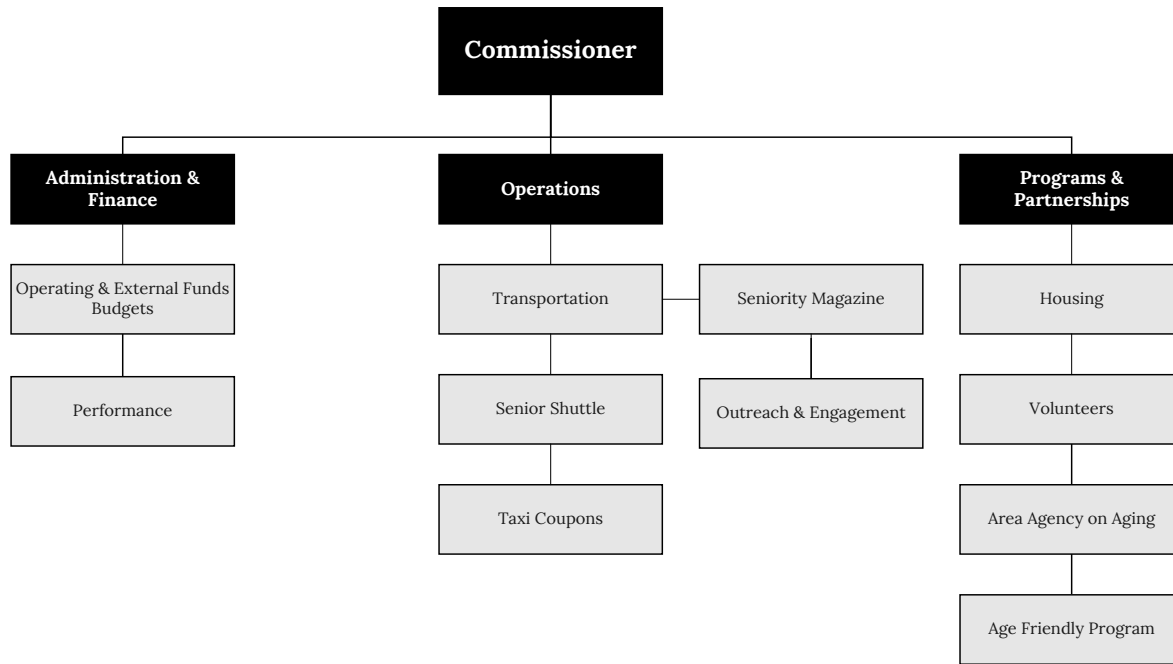 Commissioner
Administration &
Finance
Operations
Programs &
Partnerships
Operating & External Funds
Budgets
Transportation
Seniority Magazine
Housing
Performance
Senior Shuttle
Outreach & Engagement
Volunteers
Taxi Coupons
Area Agency on Aging
Age Friendly Program